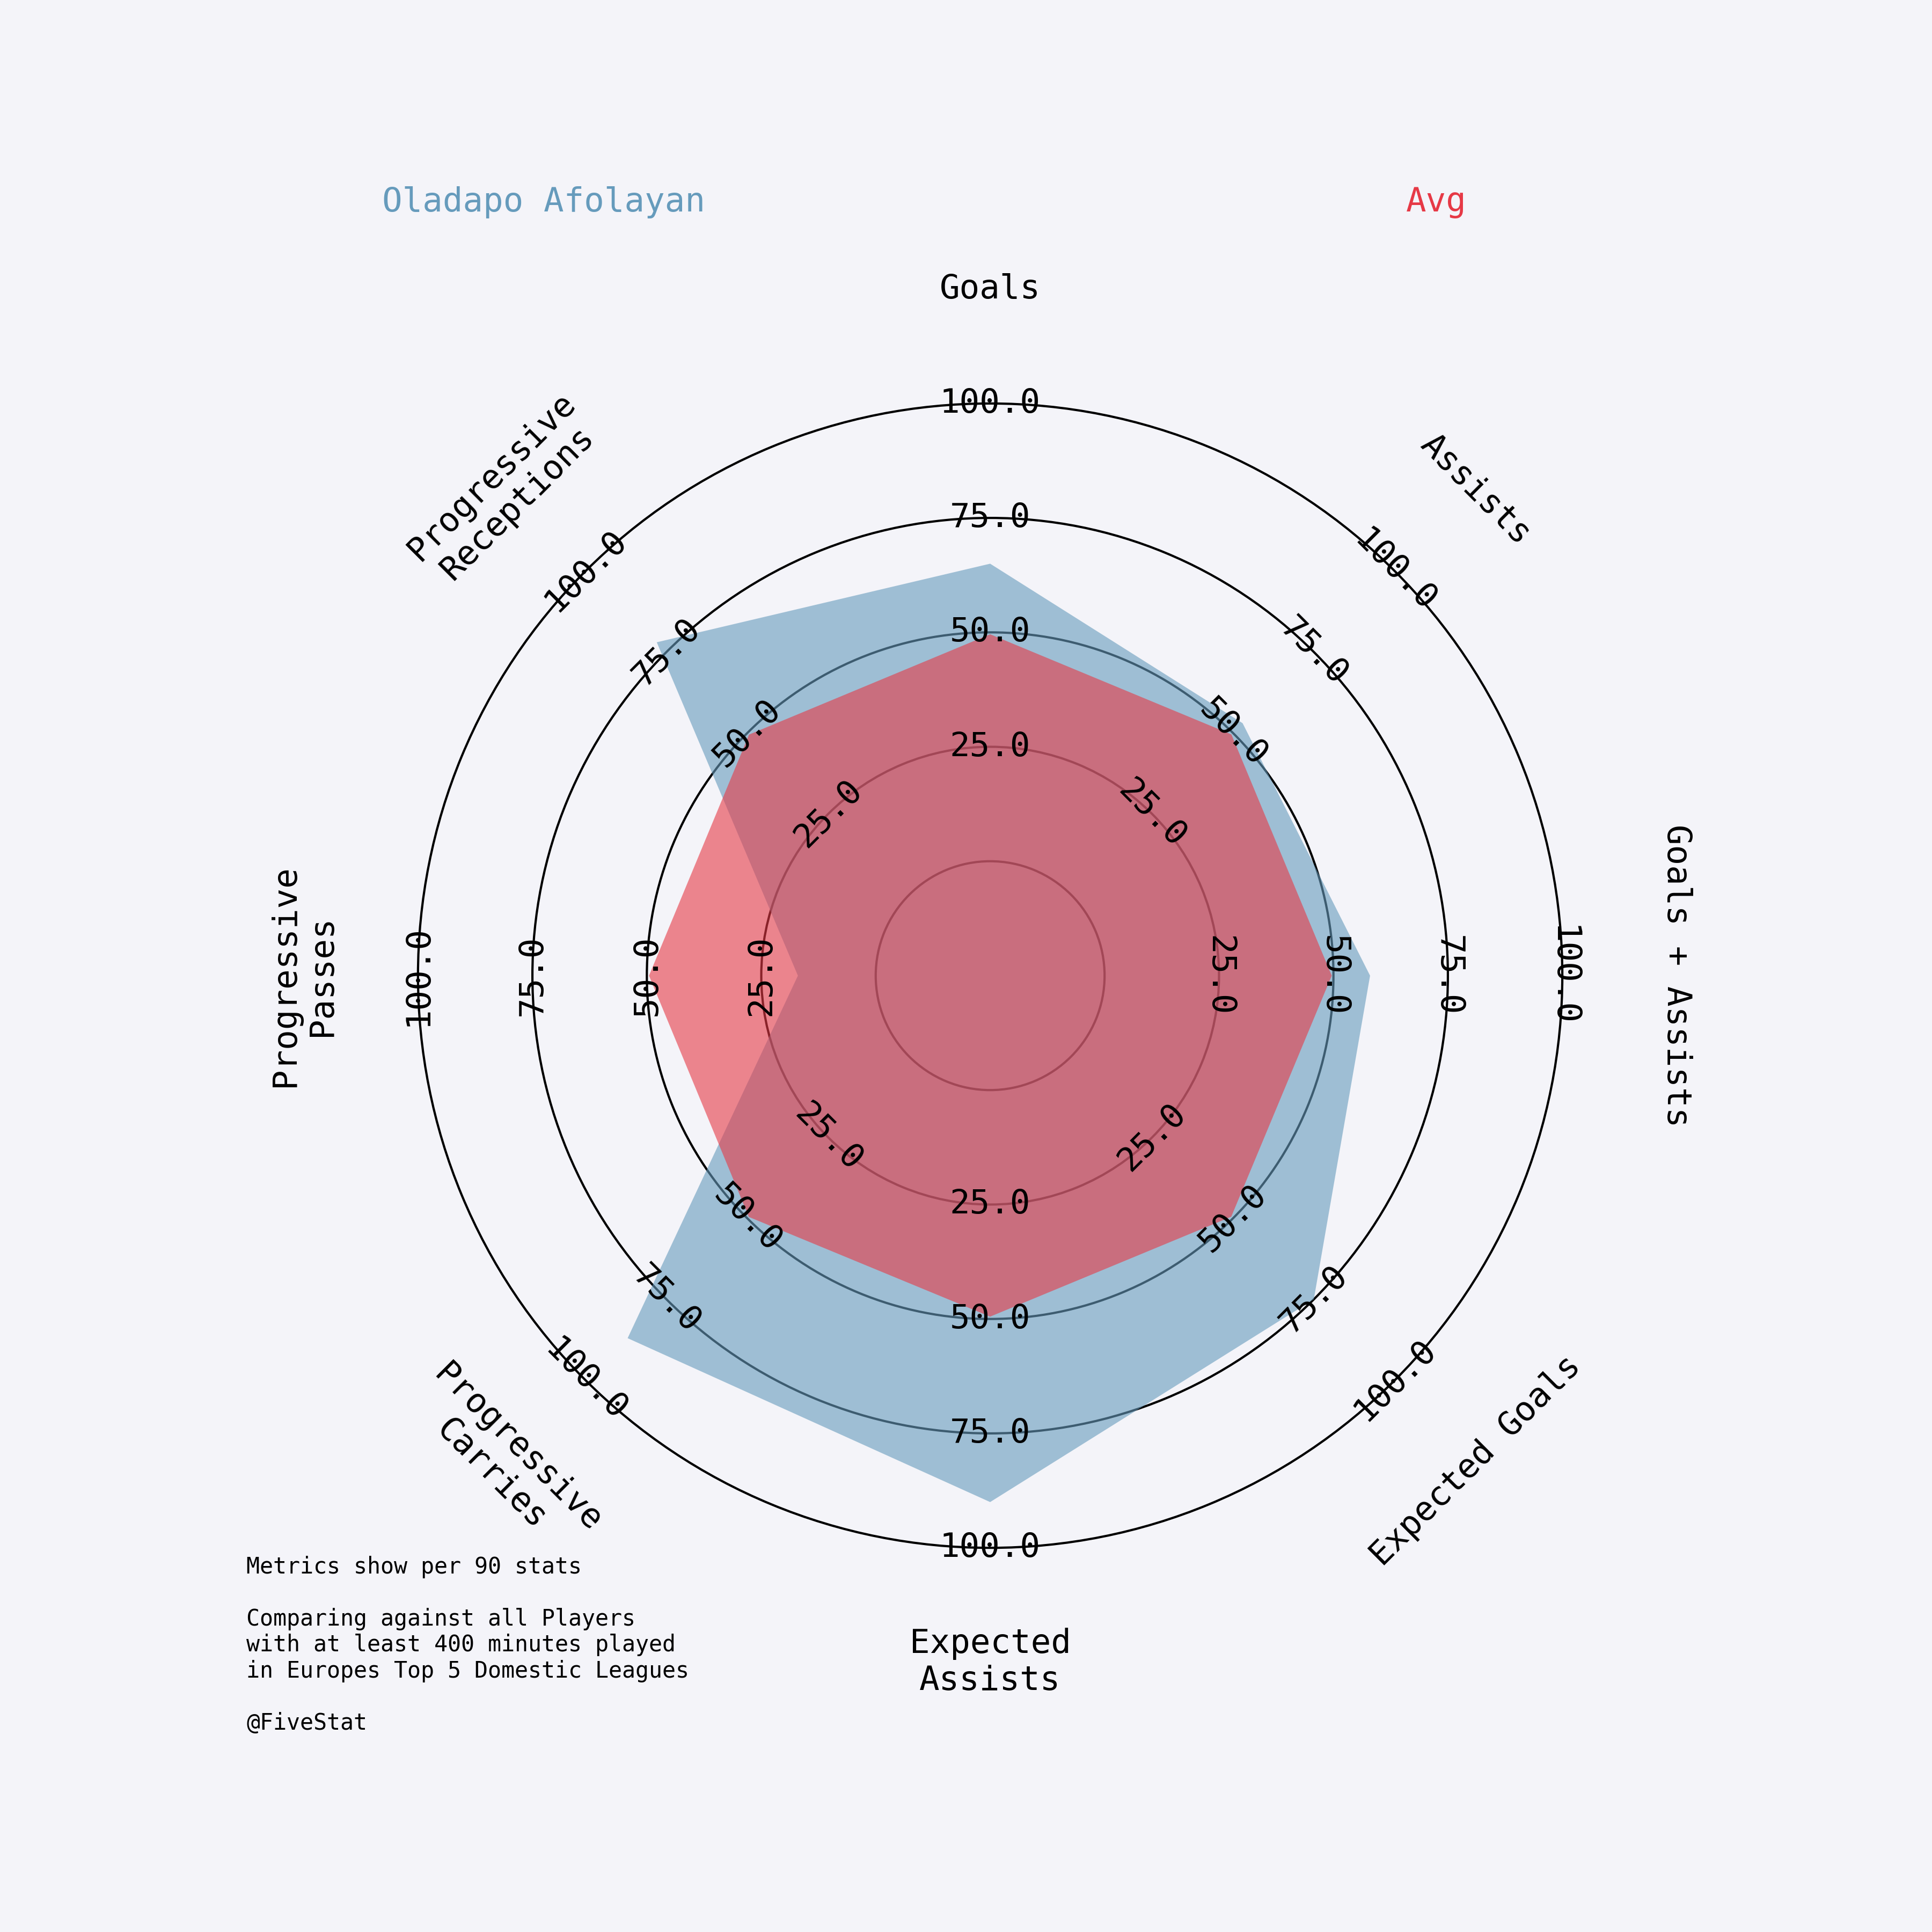 Oladapo Afolayan
Avg
Goals
Assists
Goals + Assists
Expected Goals
Expected
Assists
Progressive
Carries
Progressive
Passes
Progressive
Receptions
25.0
50.0
75.0
100.0
25.0
50.0
75.0
100.0
25.0
50.0
75.0
100.0
25.0
50.0
75.0
100.0
25.0
50.0
75.0
100.0
25.0
50.0
75.0
100.0
25.0
50.0
75.0
100.0
25.0
50.0
75.0
100.0
Metrics show per 90 stats
Comparing against all Players
with at least 400 minutes played
in Europes Top 5 Domestic Leagues
@FiveStat